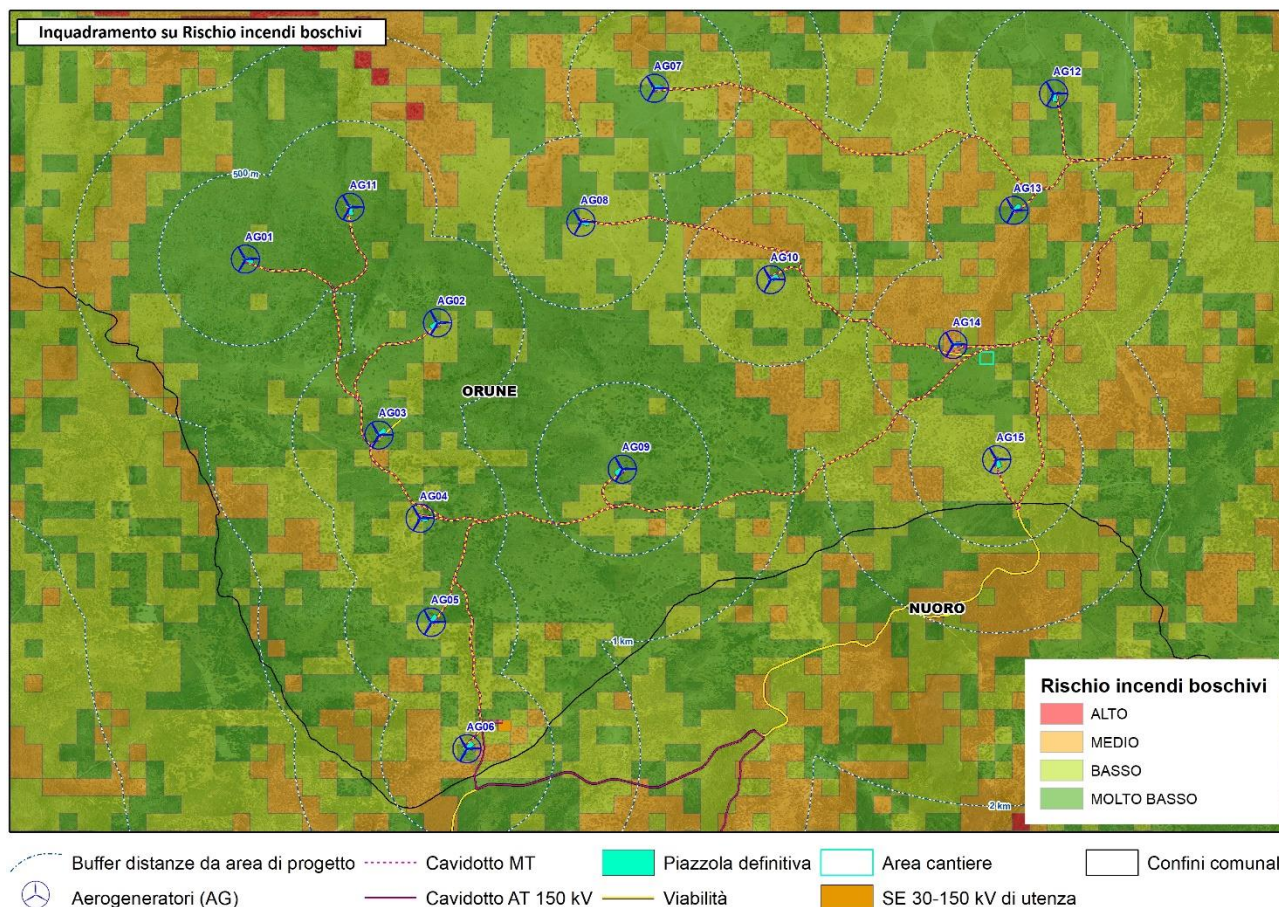 Inquadramento su Rischio incendi boschivi
AG07
AG12
500 m
AG11
AG08
AG13
AG01
AG10
AG02
AG14
ORUNE
AG03
AG09
AG15
AG04
AG05
NUORO
1 km
AG06
2 km
Rischio incendi boschivi
ALTO
MEDIO
BASSO
MOLTO BASSO
Buffer distanze da area di progetto
Cavidotto MT
Piazzola definitiva
Area cantiere
Confini comunal
Aerogeneratori (AG)
Cavidotto AT 150 kV
Viabilità
SE 30-150 kV di utenza